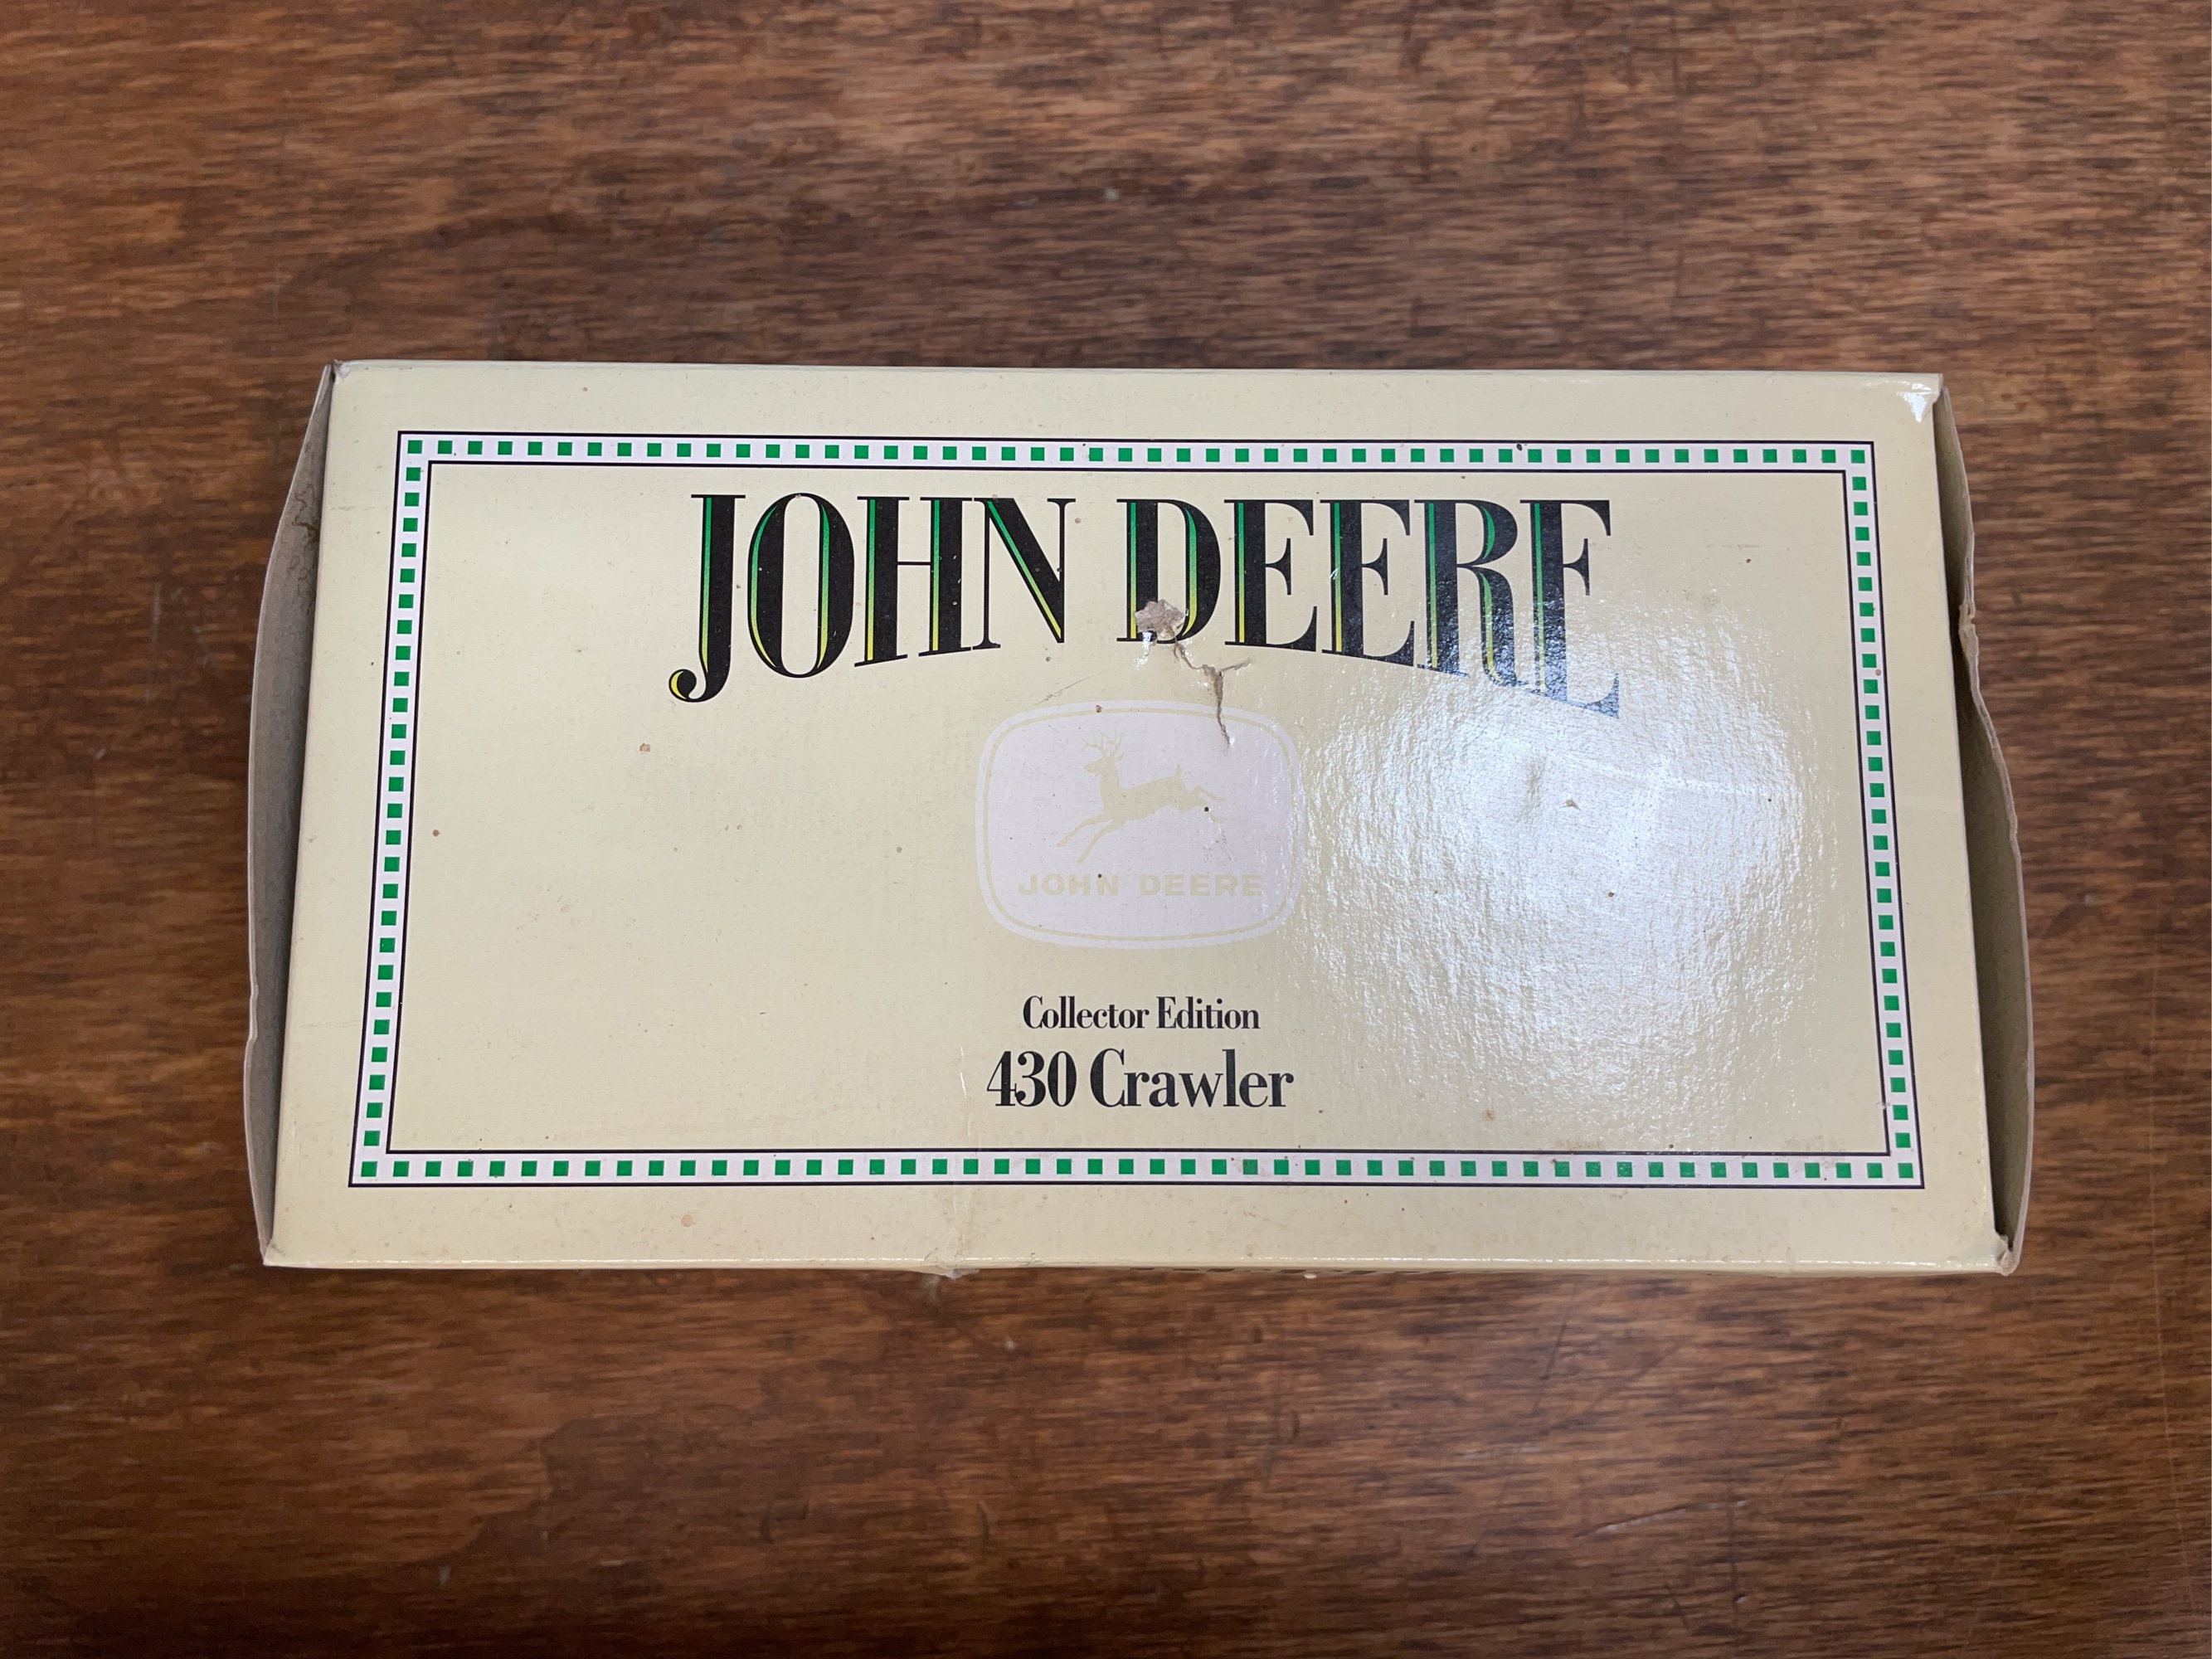 JOHN DEERE
JOHN DEERE
Collector Edition
430 Crawler